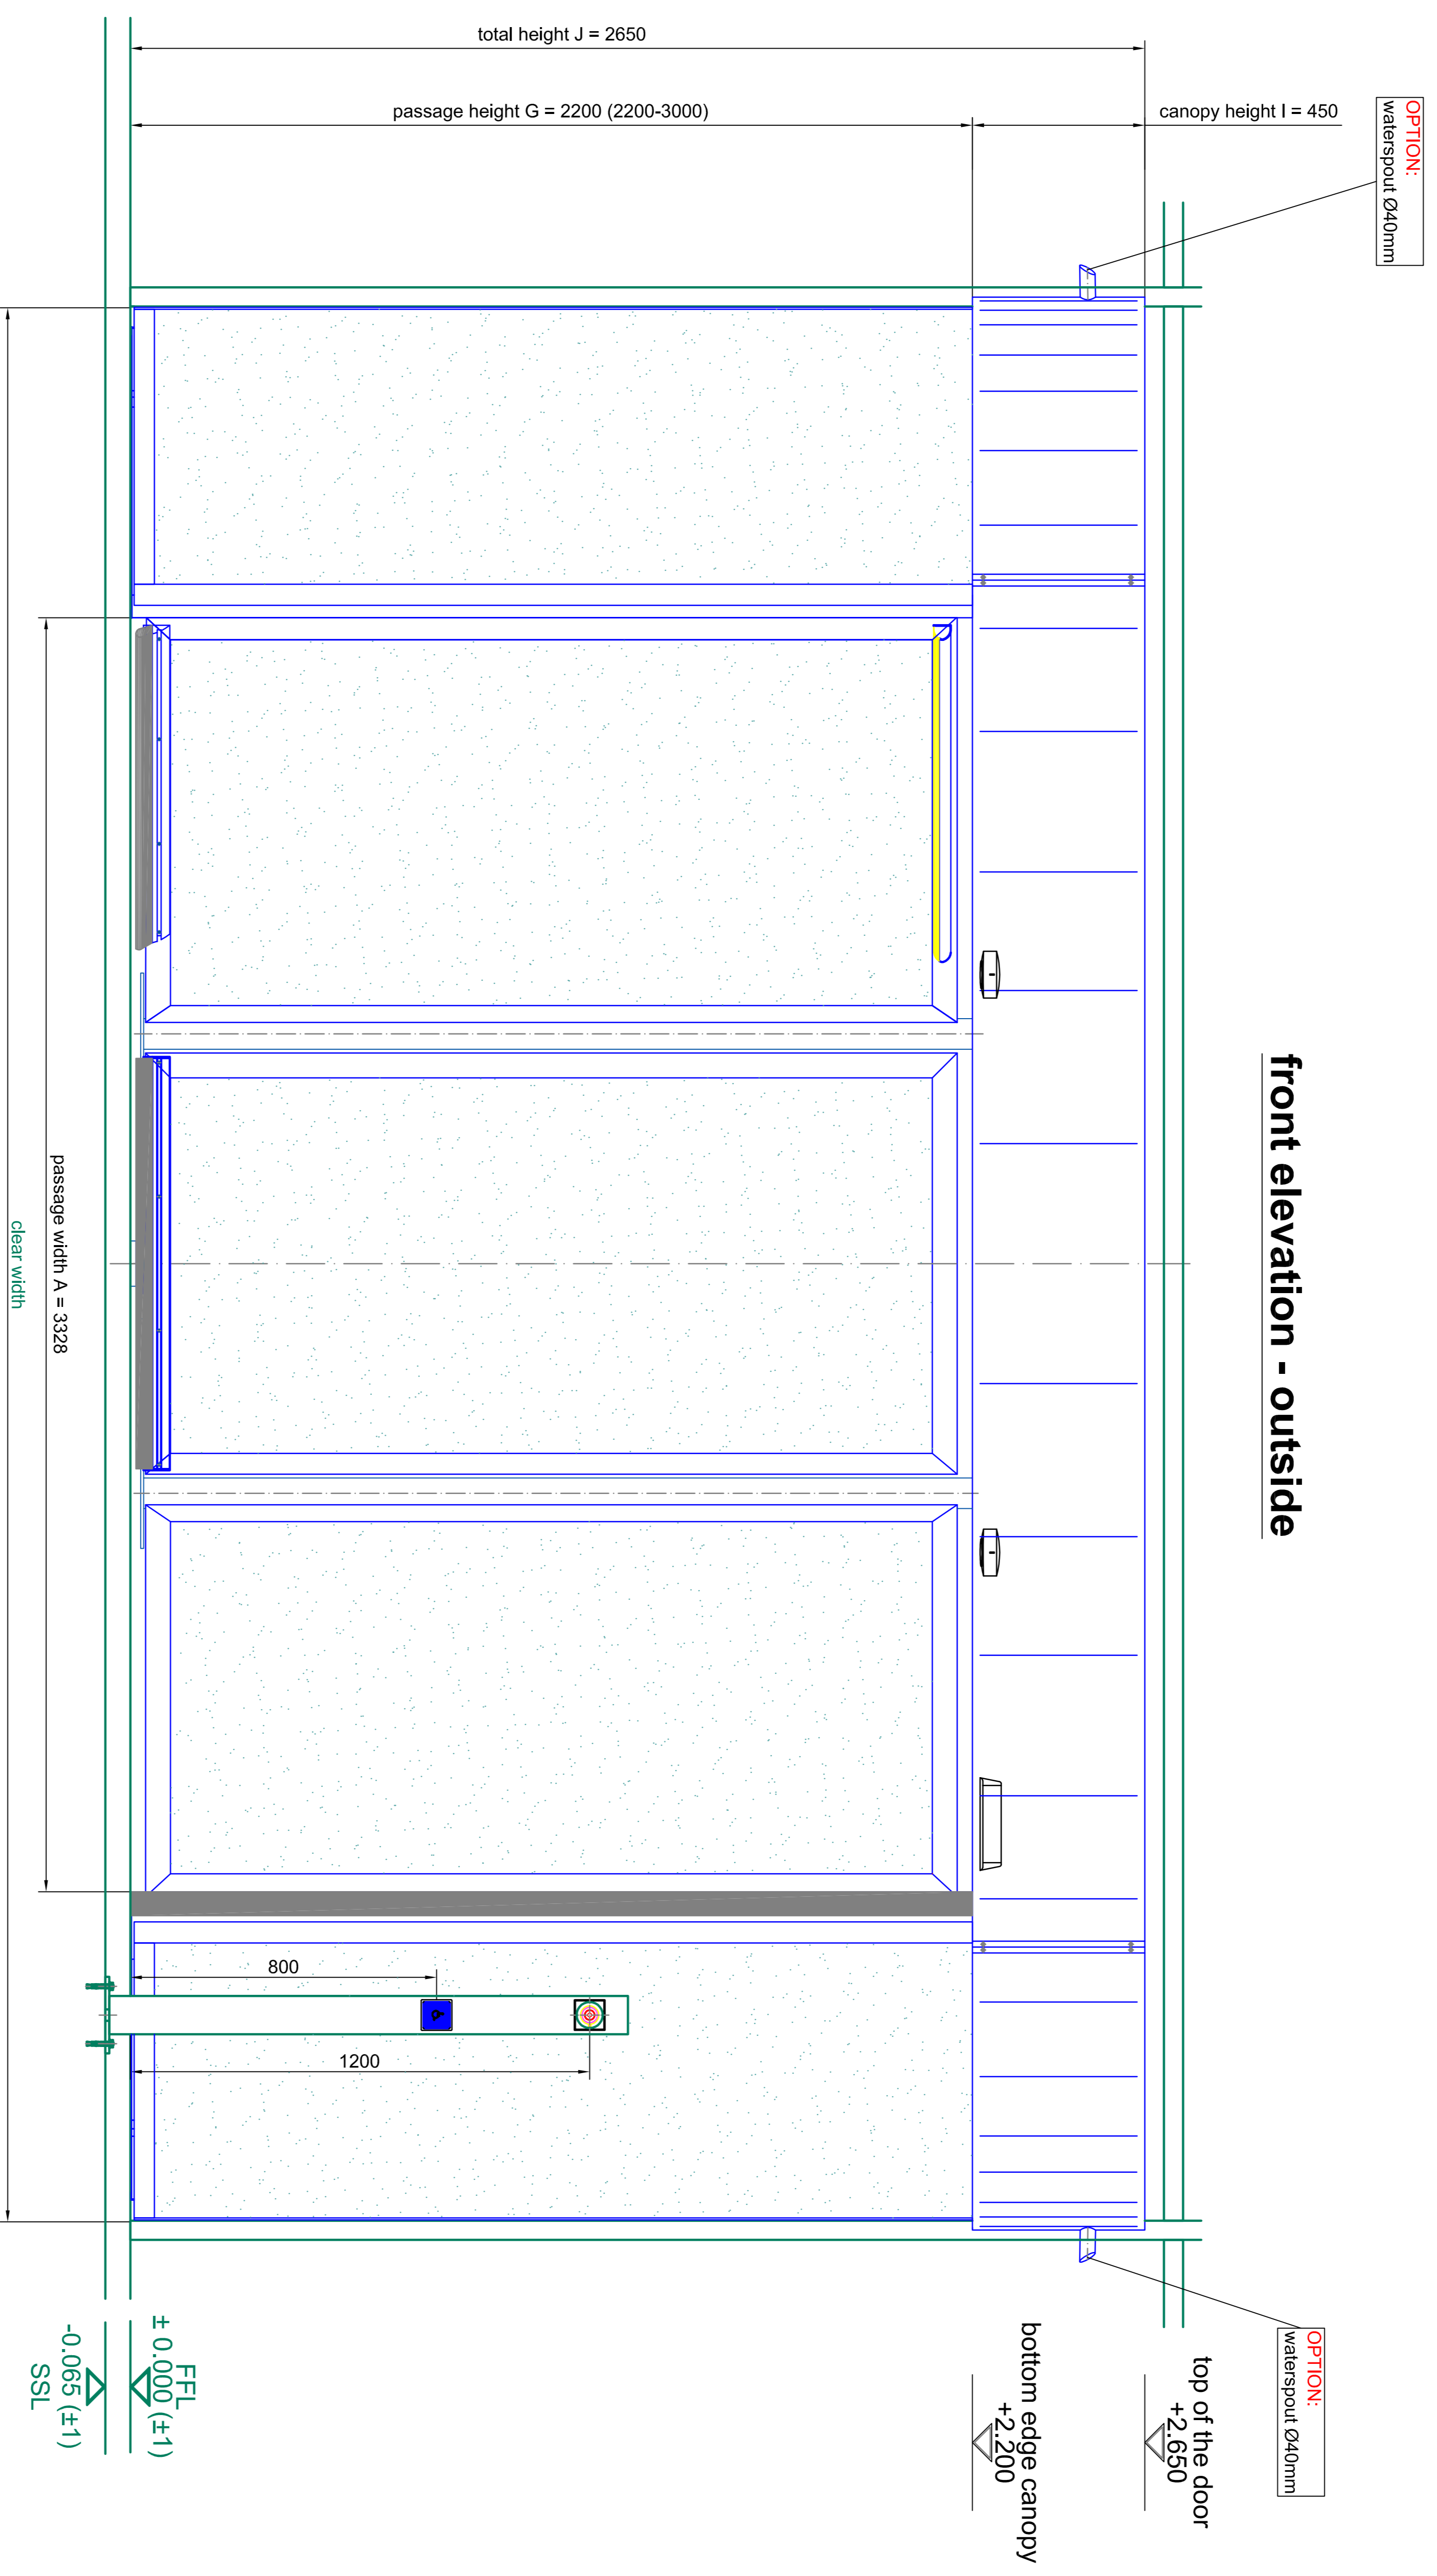 front elevation - outside
OPTION:
waterspout Ø40mm
total height J = 2650
passage height G = 2200 (2200-3000)
canopy height I = 450
passage width A = 3328
clear width
800
1200
OPTION:
waterspout Ø40mm
top of the door
+2.650
bottom edge canopy
+2.200
FFL
± 0.000 (±1)
-0.065 (±1)
SSL